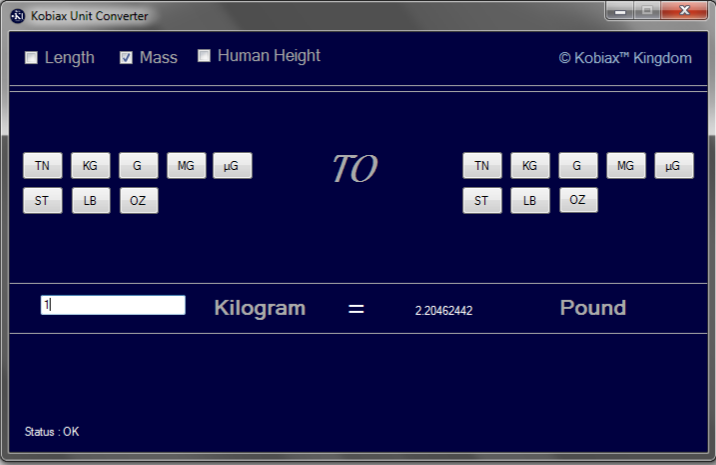 Kobiax Unit Converter
Length Mass Human Height © Kobiax™ Kingdom
TN KG G MG µG TO TN KG G MG µG
ST LB OZ ST LB OZ
1 Kilogram = 2.20462442 Pound
Status : OK